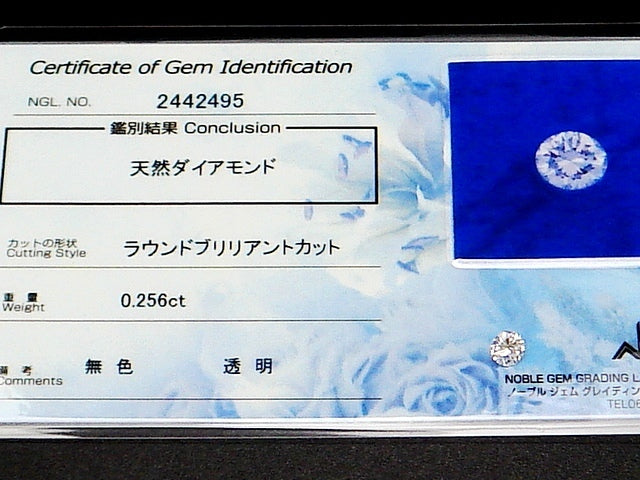 Certificate of Gem Identification
NGL. NO. 2442495
鑑別結果 Conclusion
天然ダイアモンド
カットの形状 ラウンドブリリアントカット
Cutting Style
重量 0.256ct
Weight
備考 無色 透明
Comments
NOBLE GEM GRADING L
ノーブル ジェム グレイディン
TEL06